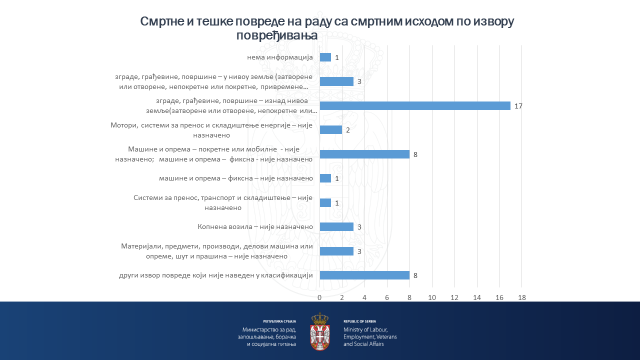 Смртне и тешке повреде на раду са смртним исходом по извору
повређивања
нема информација
1
зграде, грађевине, површине – у нивоу земље (затворене
или отворене, непокретне или покретне, привремене...
3
зграде, грађевине, површине – изнад нивоа
земље(затворене или отворене, непокретне или...
17
Мотори, системи за пренос и складиштење енергије – није
назначено
2
Машине и опрема – покретне или мобилне - није
назначено; машине и опрема – фиксна - није назначено
8
машине и опрема – фиксна – није назначено
1
Системи за пренос, транспорт и складиштење – није
назначено
1
Копнена возила – није назначено
3
Материјали, предмети, производи, делови машина или
опреме, шут и прашина – није назначено
3
други извор повреде који није наведен у класификацији
8
0 2 4 6 8 10 12 14 16 18
РЕПУБЛИКА СРБИЈА
Министарство за рад,
запошљавање, борачка
и социјална питања
REPUBLIC OF SERBIA
Ministry of Labour,
Employment, Veterans
and Social Affairs